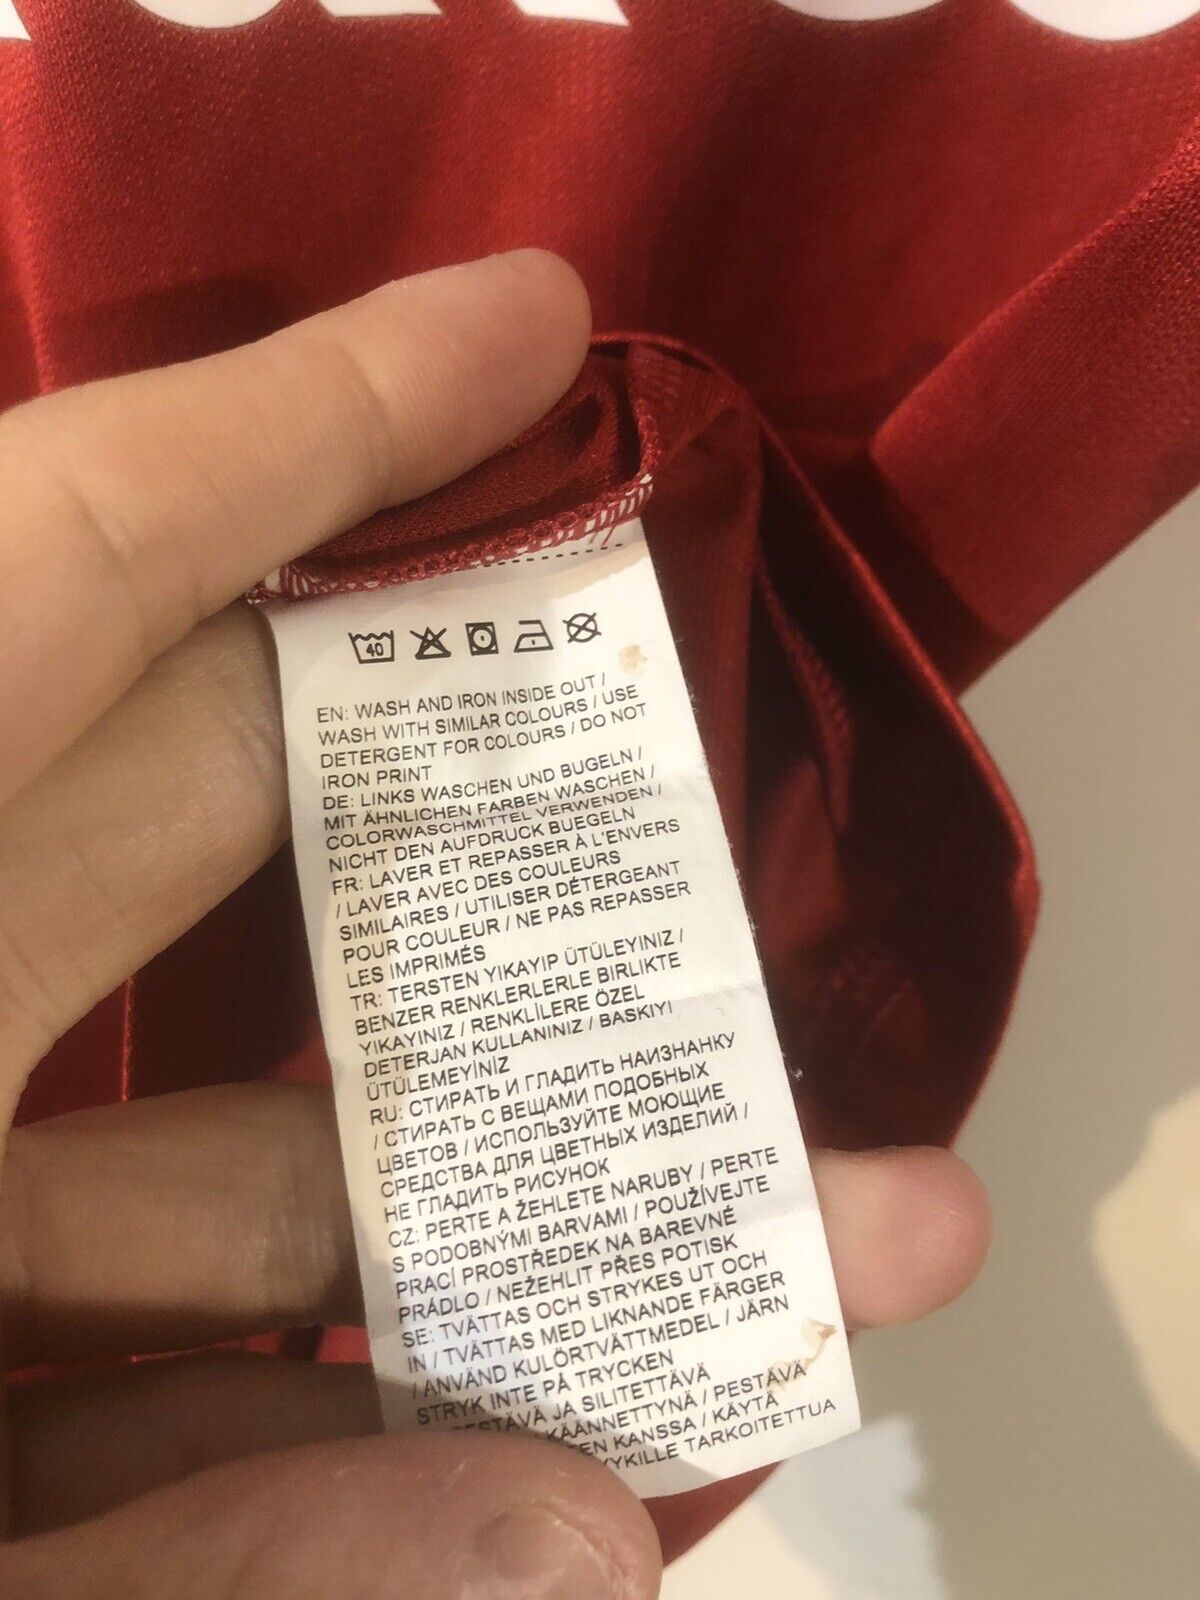 40
EN: WASH AND IRON INSIDE OUT /
WASH WITH SIMILAR COLOURS / USE
DETERGENT FOR COLOURS / DO NOT
IRON PRINT
DE: LINKS WASCHEN UND BUGELN /
MIT ÄHNLICHEN FARBEN WASCHEN /
COLORWASCHMITTEL VERWENDEN /
NICHT DEN AUFDRUCK BUEGELN
FR: LAVER ET REPASSER À L'ENVERS
/ LAVER AVEC DES COULEURS
SIMILAIRES / UTILISER DÉTERGEANT
POUR COULEUR / NE PAS REPASSER
LES IMPRIMÉS
TR: TERSTEN YIKAYIP ÜTÜLEYINIZ /
BENZER RENKLERLERLE BIRLIKTE
YIKAYINIZ / RENKLİLERE ÖZEL
DETERJAN KULLANINIZ / BASKIYI
ÜTÜLEMEYİNİZ
RU: СТИРАТЬ И ГЛАДИТЬ НАИЗНАНКУ
/ СТИРАТЬ С ВЕЩАМИ ПОДОБНЫХ
ЦВЕТОВ / ИСПОЛЬЗУЙТЕ МОЮЩИЕ
СРЕДСТВА ДЛЯ ЦВЕТНЫХ ИЗДЕЛИЙ /
НЕ ГЛАДИТЬ РИСУНОК
CZ: PERTE A ŽEHLETE NARUBY / PERTE
S PODOBNÝMI BARVAMI / POUŽÍVEJTE
PRACÍ PROSTŘEDEK NA BAREVNÉ
PRÁDLO / NEŽEHLIT PŘES POTISK
SE: TVÄTTAS OCH STRYKES UT OCH
IN / TVÄTTAS MED LIKNANDE FÄRGER
/ ANVÄND KULÖRTVÄTTMEDEL / JÄRN
STRYK INTE PÅ TRYCKEN
JA SILITETTÄVÄ
KÄÄNNETTYNÄ / PESTÄVÄ
KANSSA / KÄYTÄ
TARKOITETTUA